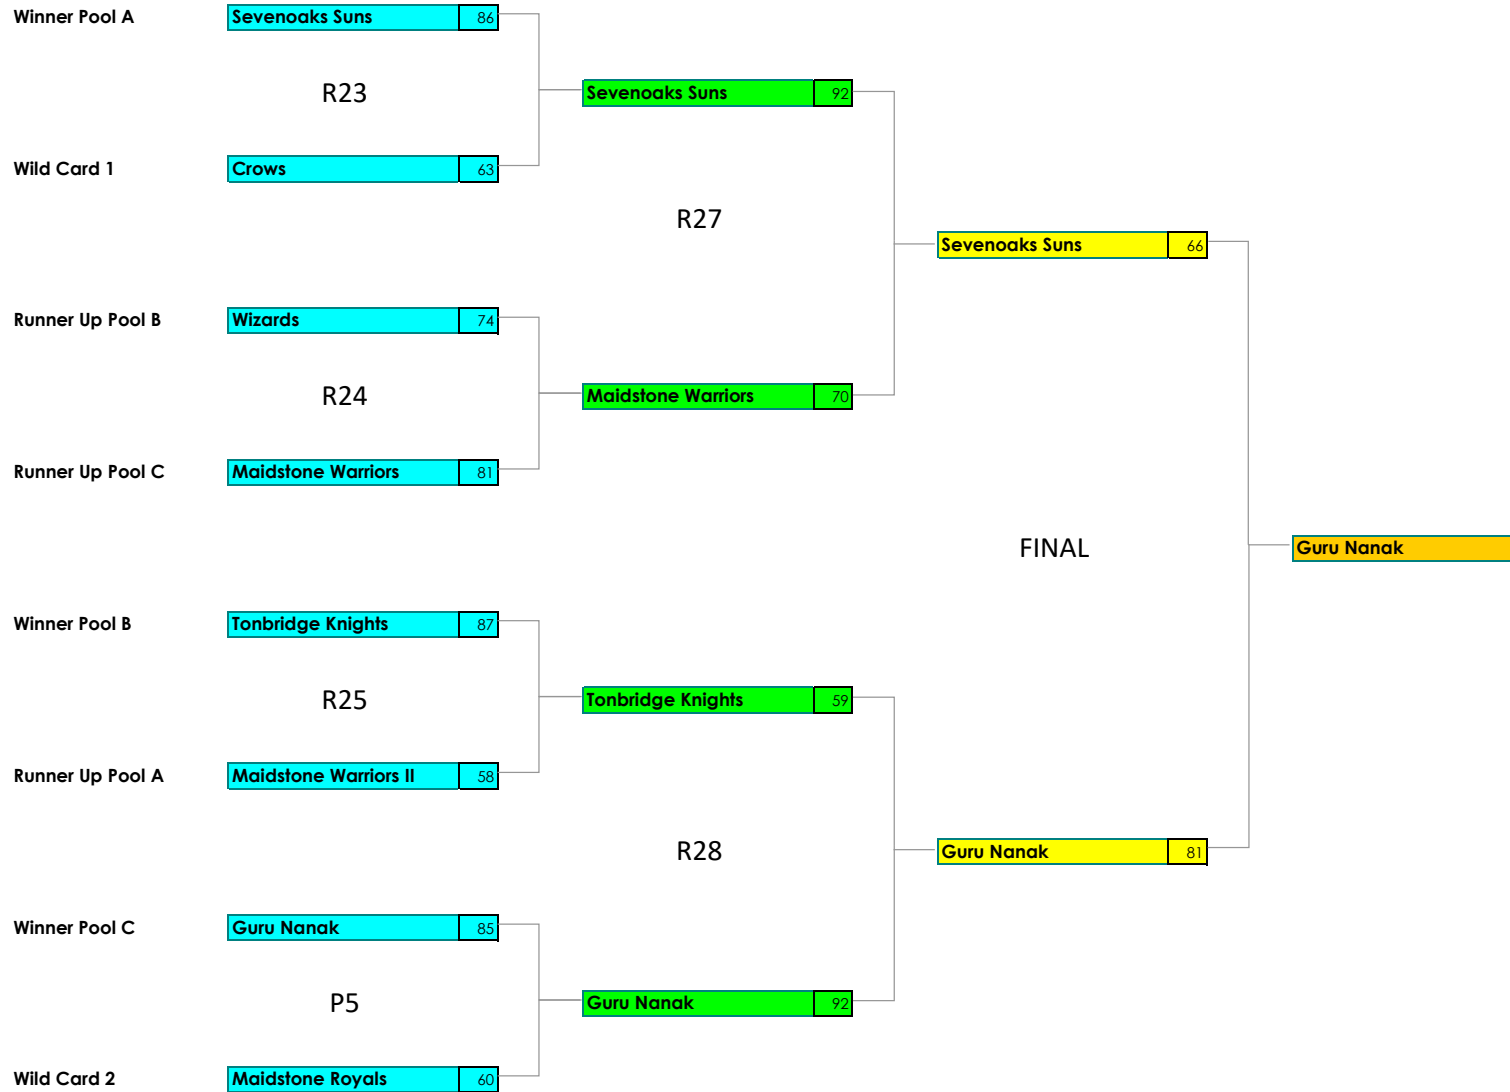 Winner Pool A Sevenoaks Suns 86
R23
Sevenoaks Suns 92
Wild Card 1 Crows 63
R27
Sevenoaks Suns 66
Runner Up Pool B Wizards 74
R24
Maidstone Warriors 70
Runner Up Pool C Maidstone Warriors 81
FINAL
Guru Nanak
Winner Pool B Tonbridge Knights 87
R25
Tonbridge Knights 59
Runner Up Pool A Maidstone Warriors II 58
R28
Guru Nanak 81
Winner Pool C Guru Nanak 85
P5
Guru Nanak 92
Wild Card 2 Maidstone Royals 60